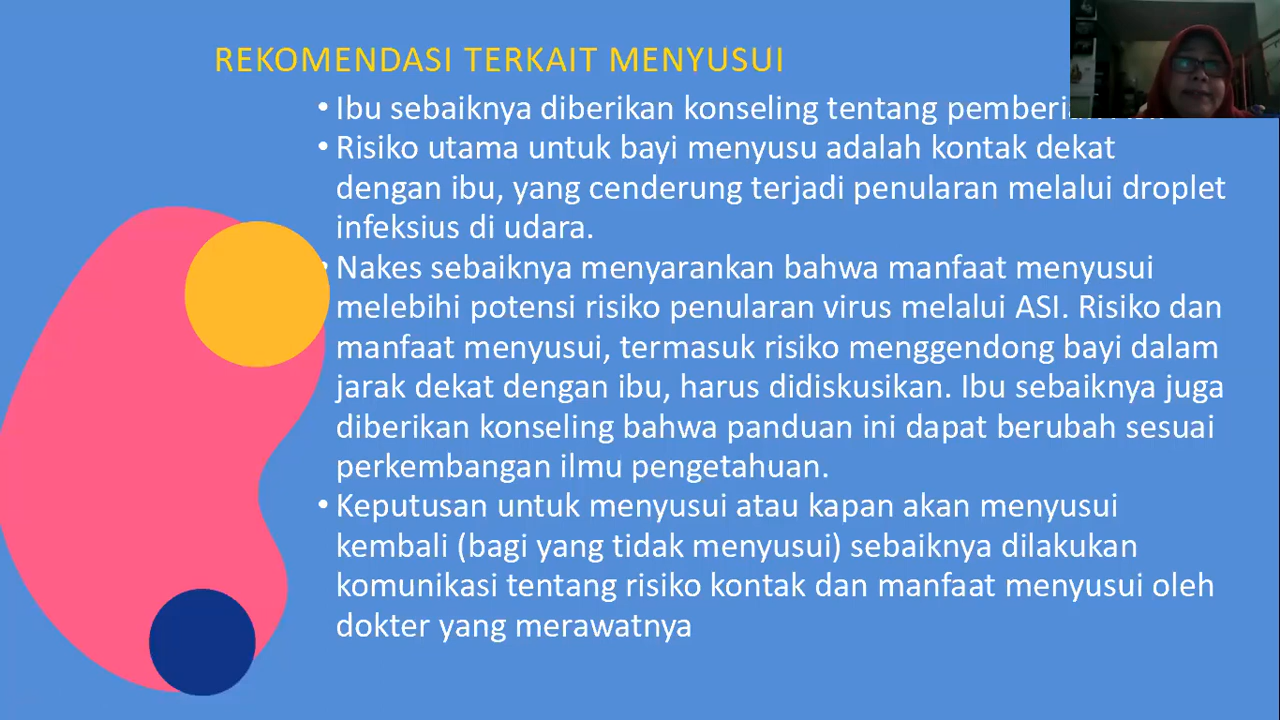 REKOMENDASI TERKAIT MENYUSUI
• Ibu sebaiknya diberikan konseling tentang
• Risiko utama untuk bayi menyusu adalah kontak dekat
dengan ibu, yang cenderung terjadi penularan melalui droplet
infeksius di udara.
• Nakes sebaiknya menyarankan bahwa manfaat menyusui
melebihi potensi risiko penularan virus melalui ASI. Risiko dan
manfaat menyusui, termasuk risiko menggendong bayi dalam
jarak dekat dengan ibu, harus didiskusikan. Ibu sebaiknya juga
diberikan konseling bahwa panduan ini dapat berubah sesuai
perkembangan ilmu pengetahuan.
• Keputusan untuk menyusui atau kapan akan menyusui
kembali (bagi yang tidak menyusui) sebaiknya dilakukan
komunikasi tentang risiko kontak dan manfaat menyusui oleh
dokter yang merawatnya